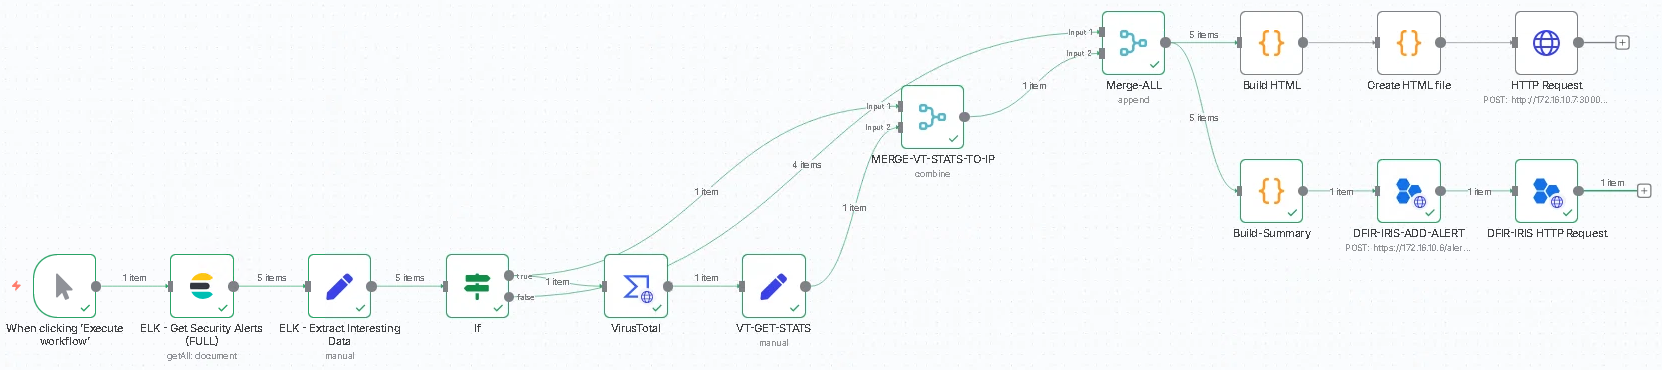 5 items
Input 1
Input 2
Merge-ALL
append
Build HTML
Create HTML file
HTTP Request
POST: http://172.16.10.7:3000...
1 item
Input 1
Input 2
MERGE-VT-STATS-TO-IP
combine
5 items
4 items
1 item
1 item
Build-Summary
1 item
DFIR-IRIS-ADD-ALERT
POST: https://172.16.10.6/aler...
1 item
DFIR-IRIS HTTP Request
1 item
1 item
When clicking 'Execute
workflow'
ELK - Get Security Alerts
(FULL)
getAll: document
5 items
ELK - Extract Interesting
Data
manual
5 items
If
true
false
1 item
VirusTotal
1 item
VT-GET-STATS
manual